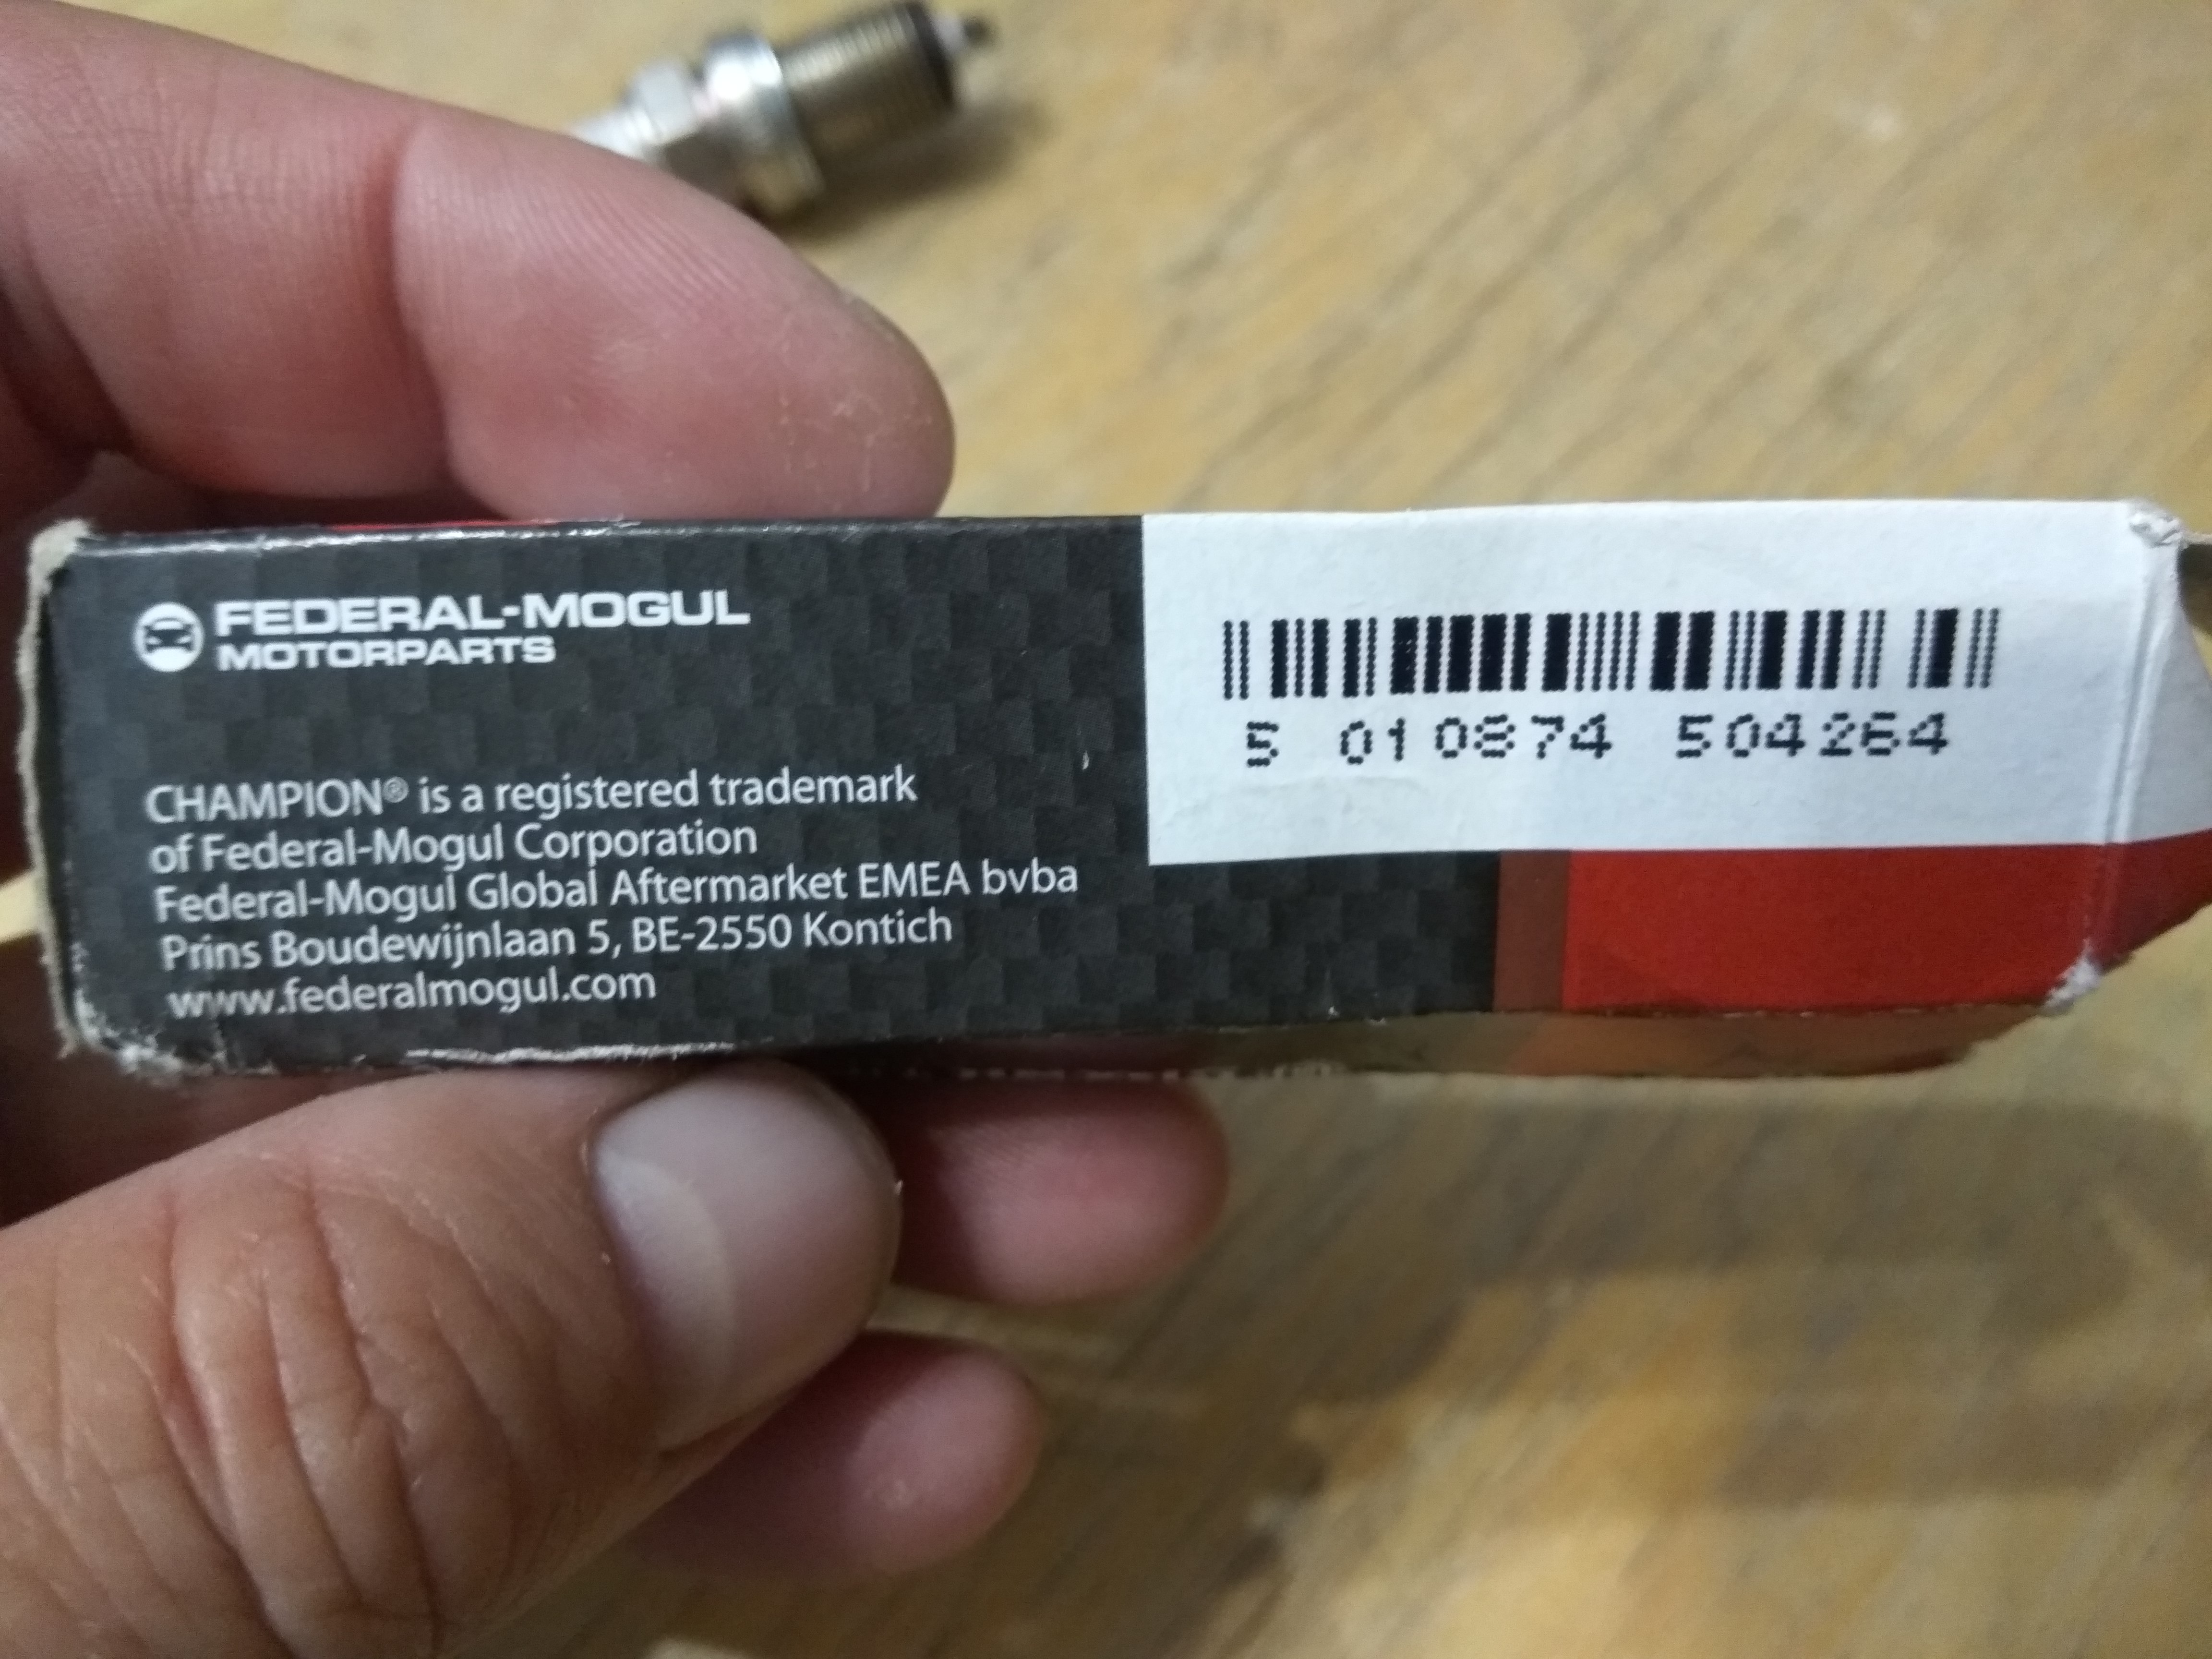 FEDERAL-MOGUL
MOTORPARTS
CHAMPION® is a registered trademark
of Federal-Mogul Corporation
Federal-Mogul Global Aftermarket EMEA bvba
Prins Boudewijnlaan 5, BE-2550 Kontich
www.federalmogul.com
5 010874 504264